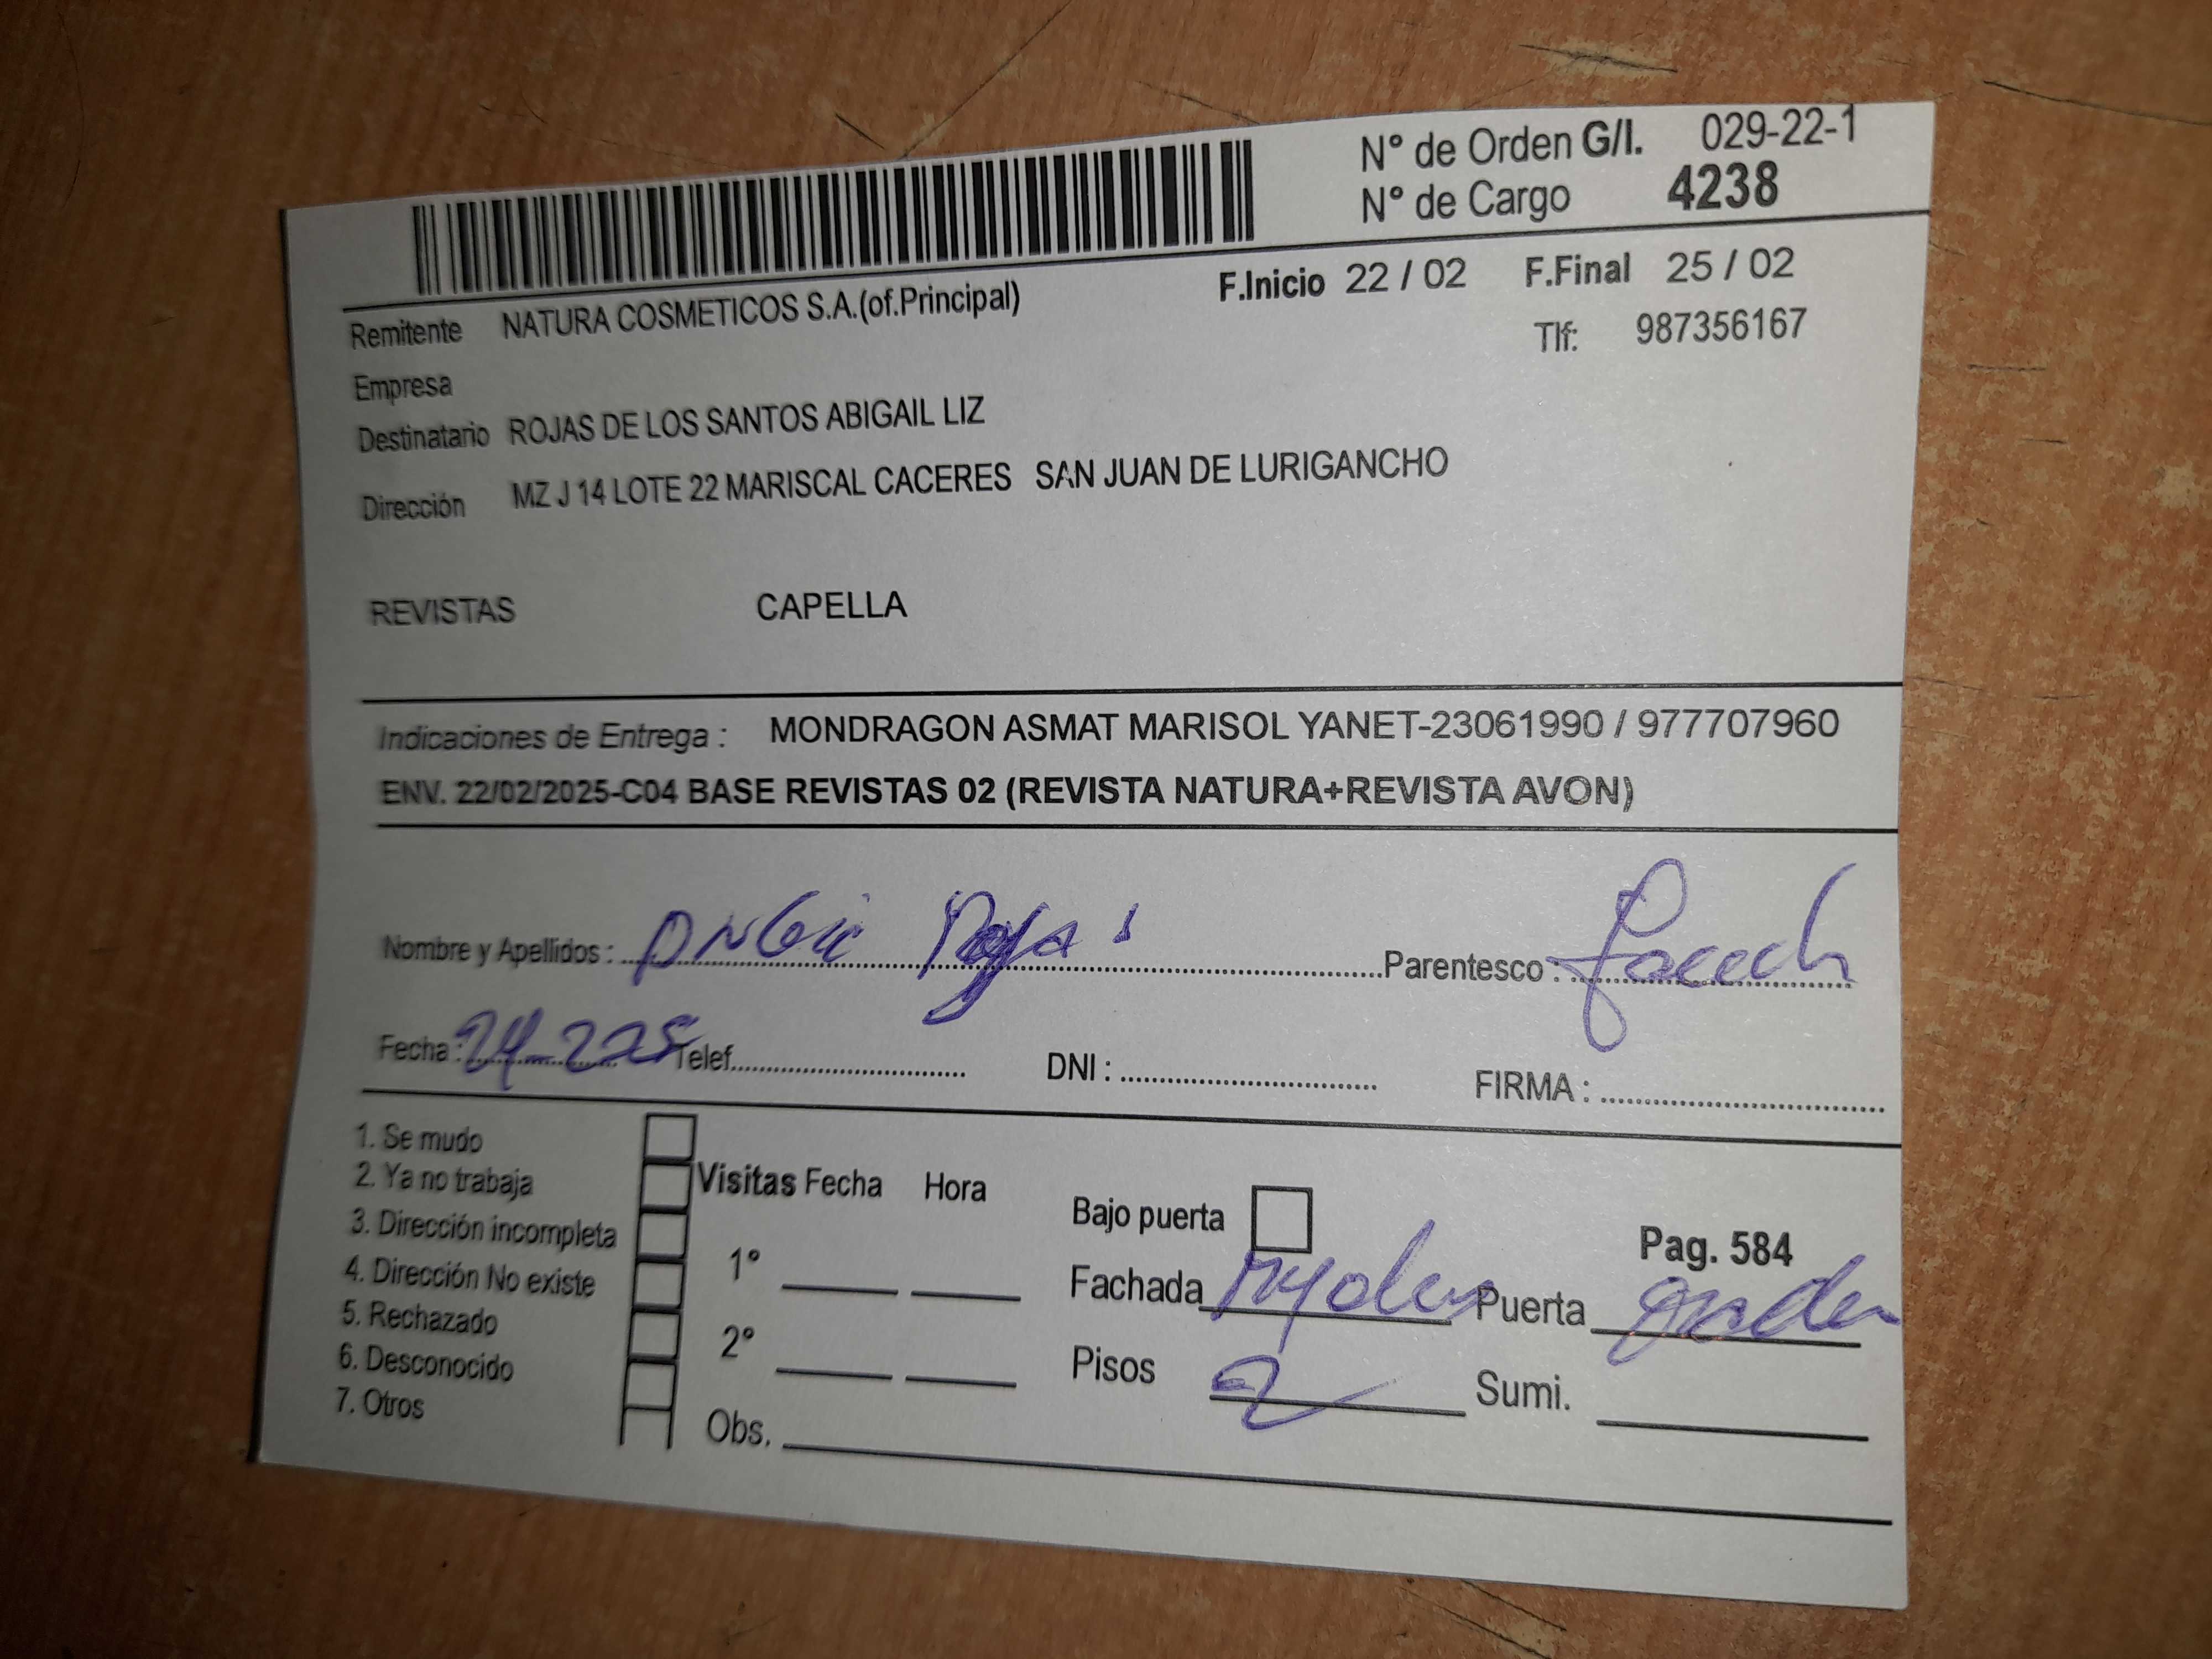 N° de Orden G/I. 029-22-1
N° de Cargo 4238
F.Inicio 22 / 02 F.Final 25 / 02
Remitente NATURA COSMETICOS S.A.(of.Principal)
Tlf: 987356167
Empresa
Destinatario ROJAS DE LOS SANTOS ABIGAIL LIZ
Dirección MZ J 14 LOTE 22 MARISCAL CACERES SAN JUAN DE LURIGANCHO
REVISTAS CAPELLA
Indicaciones de Entrega : MONDRAGON ASMAT MARISOL YANET-23061990 / 977707960
ENV. 22/02/2025-C04 BASE REVISTAS 02 (REVISTA NATURA+REVISTA AVON)
Nombre y Apellidos : Rojas Parentesco :
Fecha : 24-2-25 Telef. DNI : FIRMA :
1. Se mudo
2. Ya no trabaja
3. Dirección incompleta
4. Dirección No existe
5. Rechazado
6. Desconocido
7. Otros
Visitas Fecha Hora
1°
2°
Obs.
Bajo puerta
Pag. 584
Fachada Puerta
Pisos 2 Sumi.